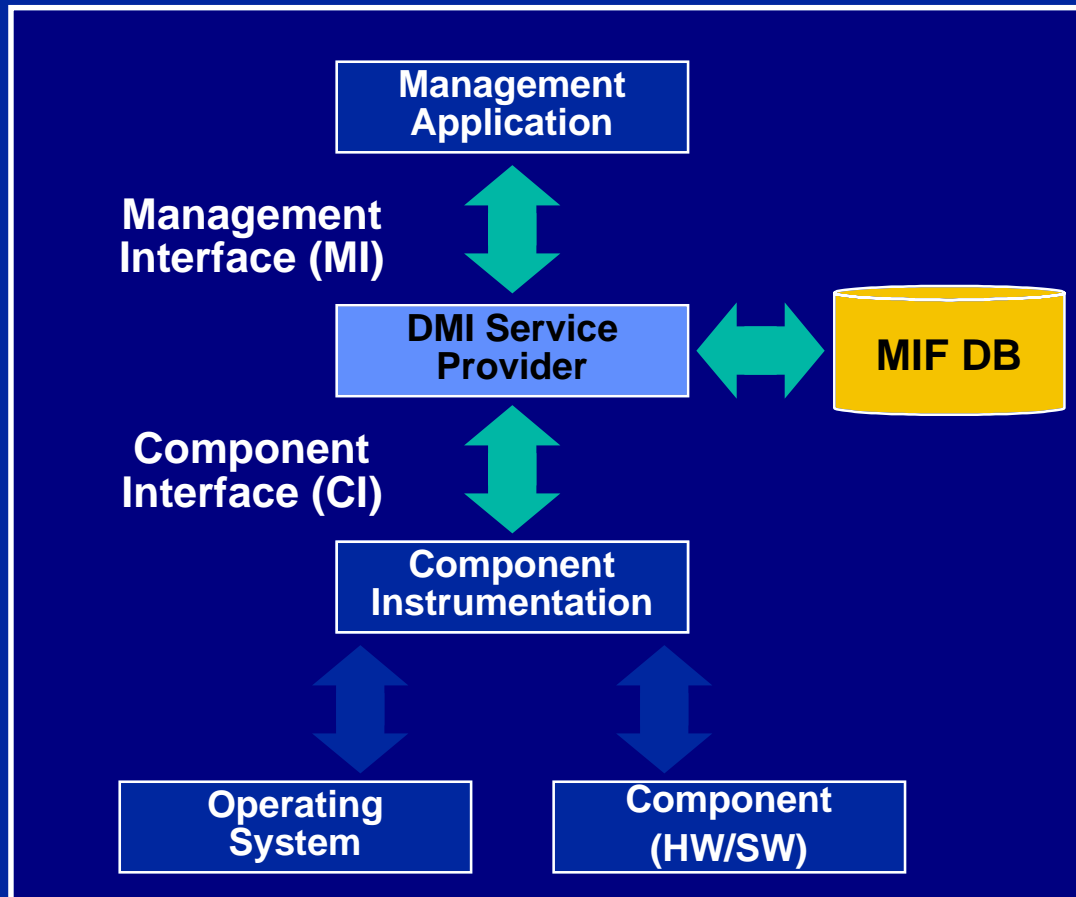 Management
Application
Management
Interface (MI)
DMI Service
Provider
MIF DB
Component
Interface (CI)
Component
Instrumentation
Operating
System
Component
(HW/SW)